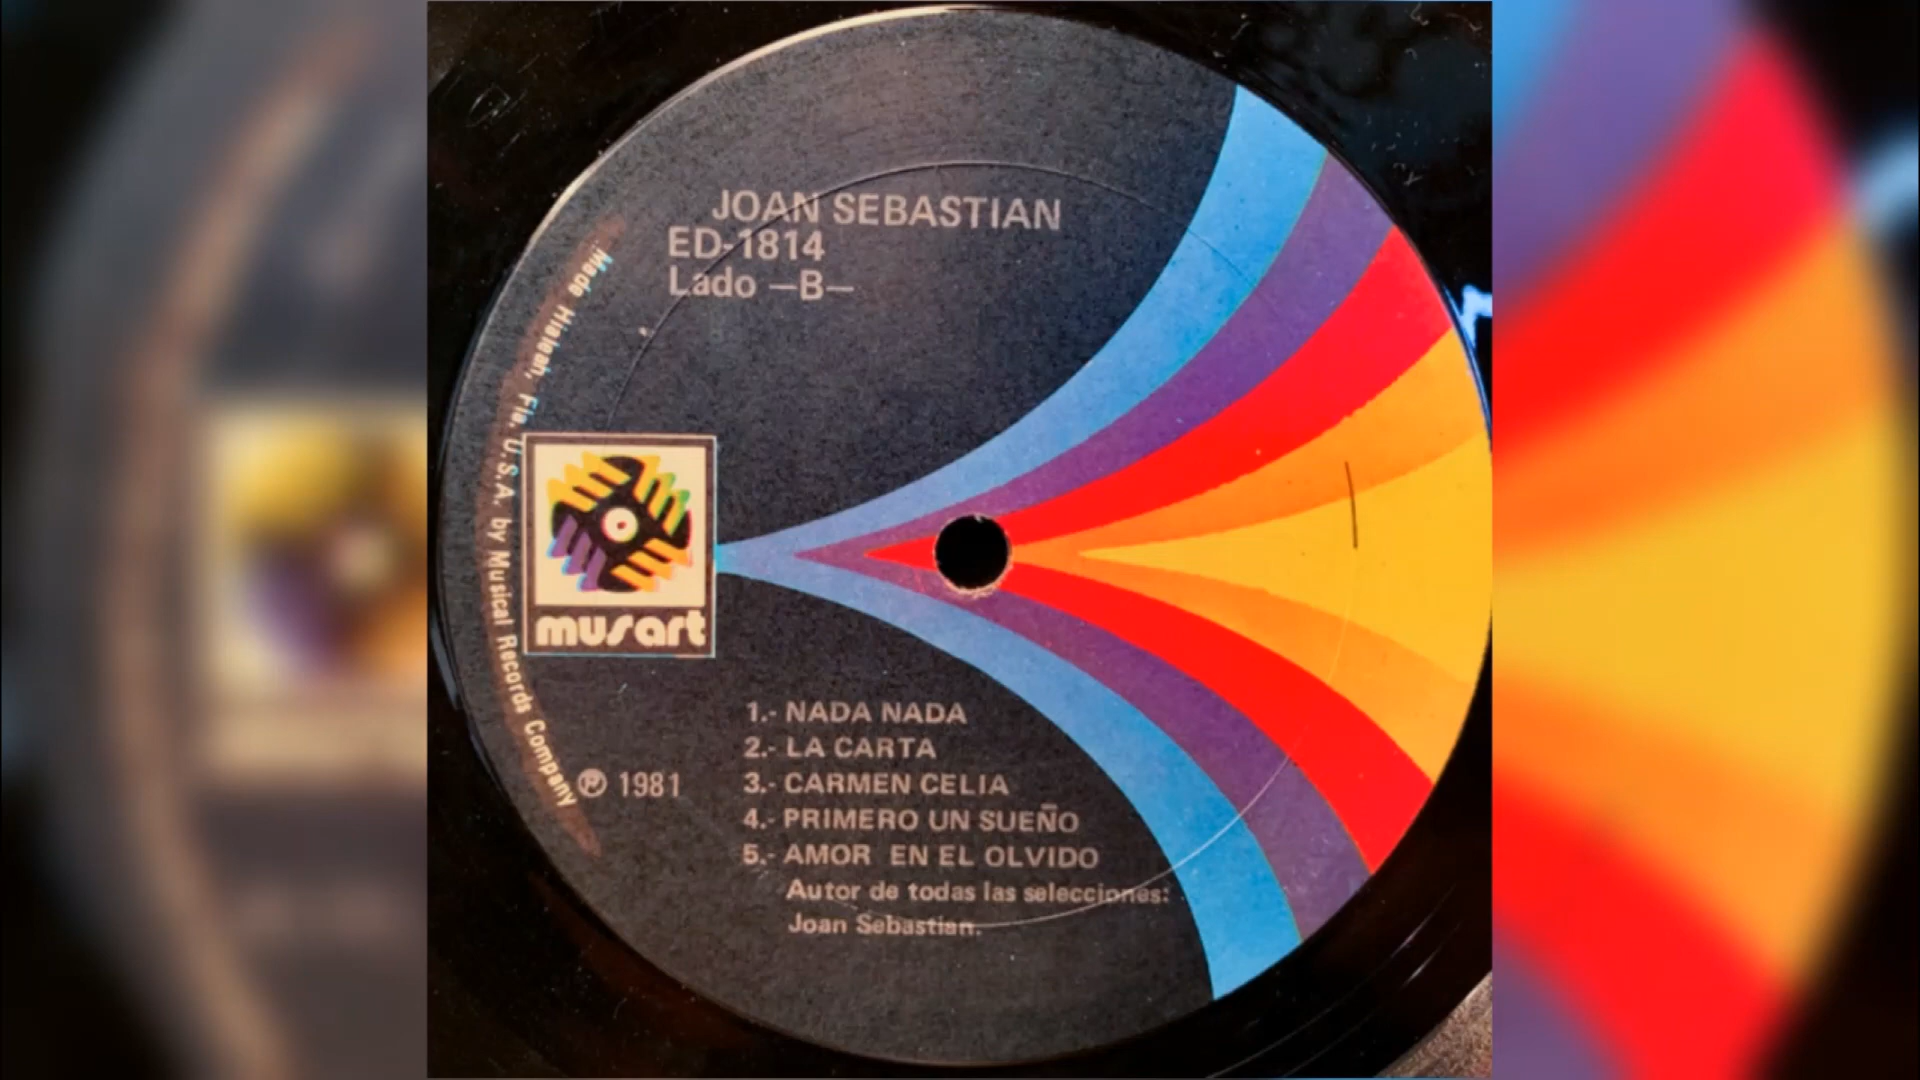 JOAN SEBASTIAN
ED-1814
Lado —B—
Made Hialeah, Fla. U.S.A. by Musical Records Company
musart
℗ 1981
1.- NADA NADA
2.- LA CARTA
3.- CARMEN CELIA
4.- PRIMERO UN SUEÑO
5.- AMOR EN EL OLVIDO
Autor de todas las selecciones:
Joan Sebastian.